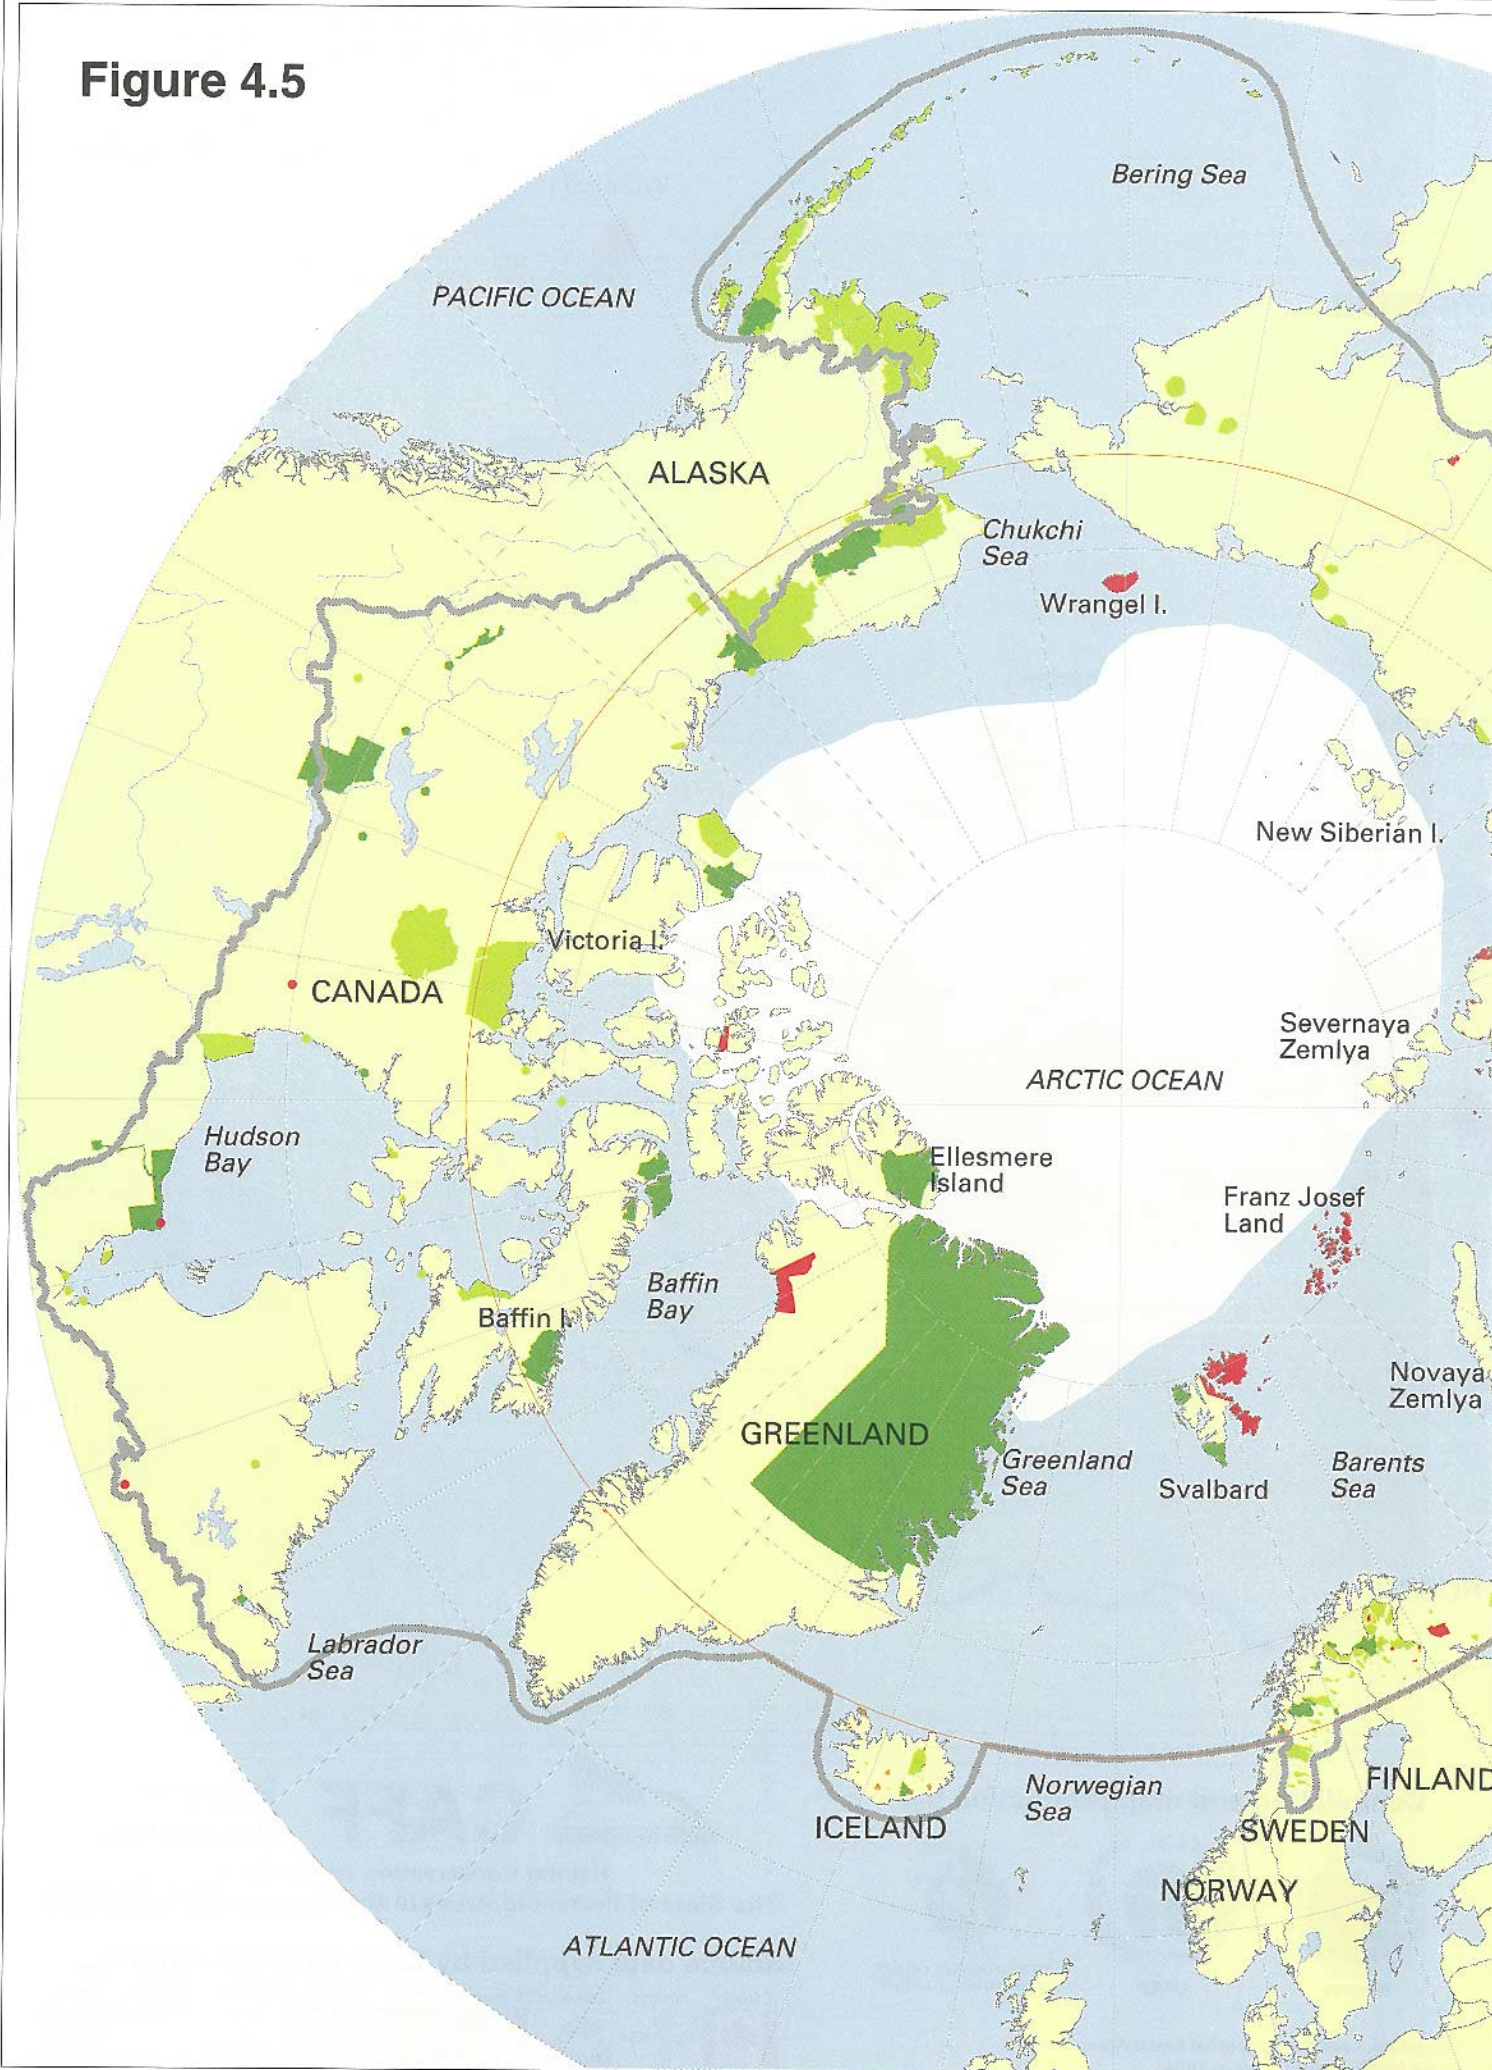 Figure 4.5
Bering Sea
PACIFIC OCEAN
ALASKA
Chukchi
Sea
Wrangel I.
New Siberian I.
Victoria I.
CANADA
Severnaya
Zemlya
ARCTIC OCEAN
Hudson
Bay
Ellesmere
Island
Franz Josef
Land
Baffin
Bay
Baffin I.
Novaya
Zemlya
GREENLAND
Greenland
Sea
Svalbard
Barents
Sea
Labrador
Sea
FINLAND
Norwegian
Sea
ICELAND
SWEDEN
NORWAY
ATLANTIC OCEAN